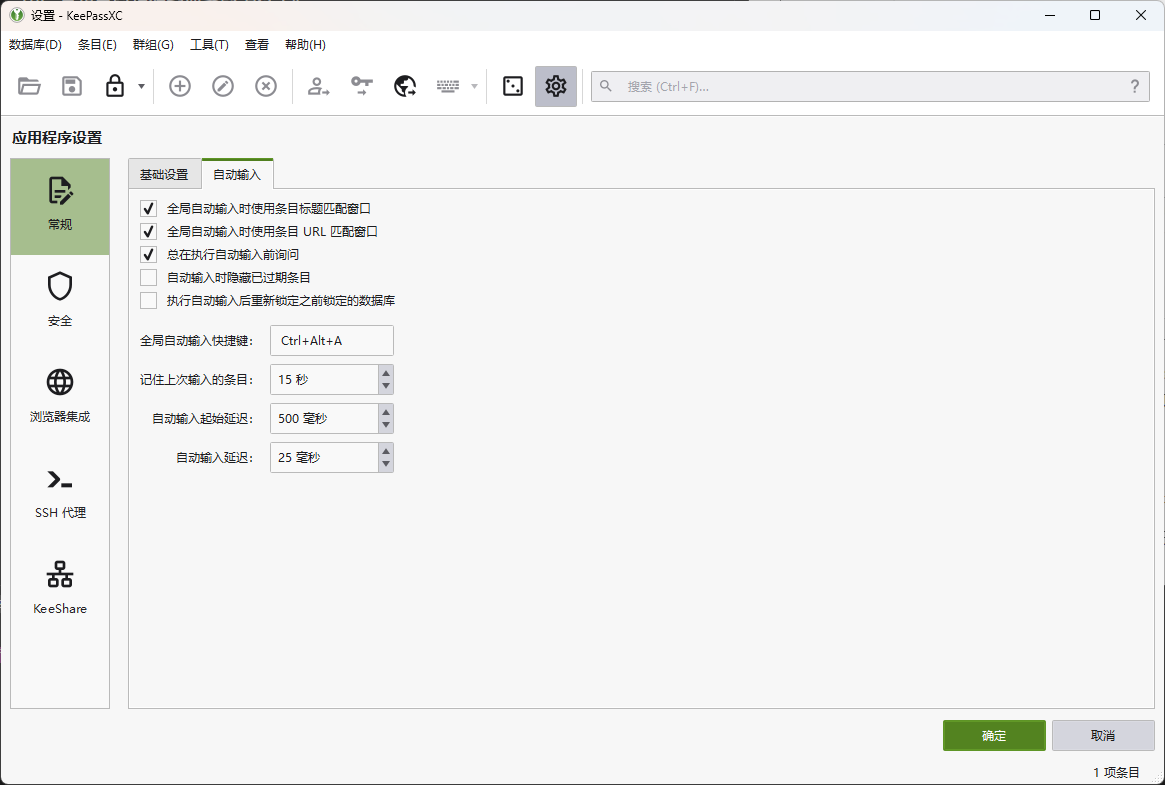 设置 - KeePassXC
数据库(D) 条目(E) 群组(G) 工具(T) 查看 帮助(H)
搜索 (Ctrl+F)... ?
应用程序设置
常规
安全
浏览器集成
SSH 代理
KeeShare
基础设置 自动输入
全局自动输入时使用条目标题匹配窗口
全局自动输入时使用条目 URL 匹配窗口
总在执行自动输入前询问
自动输入时隐藏已过期条目
执行自动输入后重新锁定之前锁定的数据库
全局自动输入快捷键: Ctrl+Alt+A
记住上次输入的条目: 15 秒
自动输入起始延迟: 500 毫秒
自动输入延迟: 25 毫秒
确定 取消
1 项条目